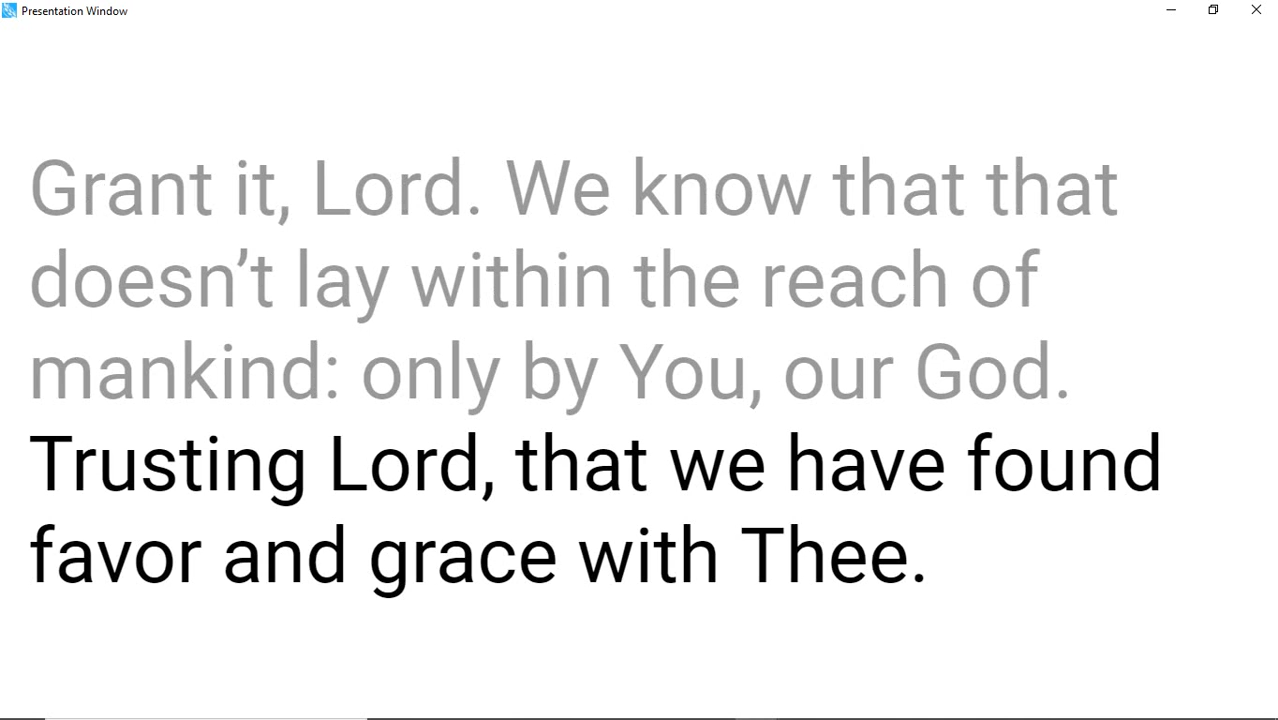 Presentation Window
Grant it, Lord. We know that that
doesn’t lay within the reach of
mankind: only by You, our God.
Trusting Lord, that we have found
favor and grace with Thee.